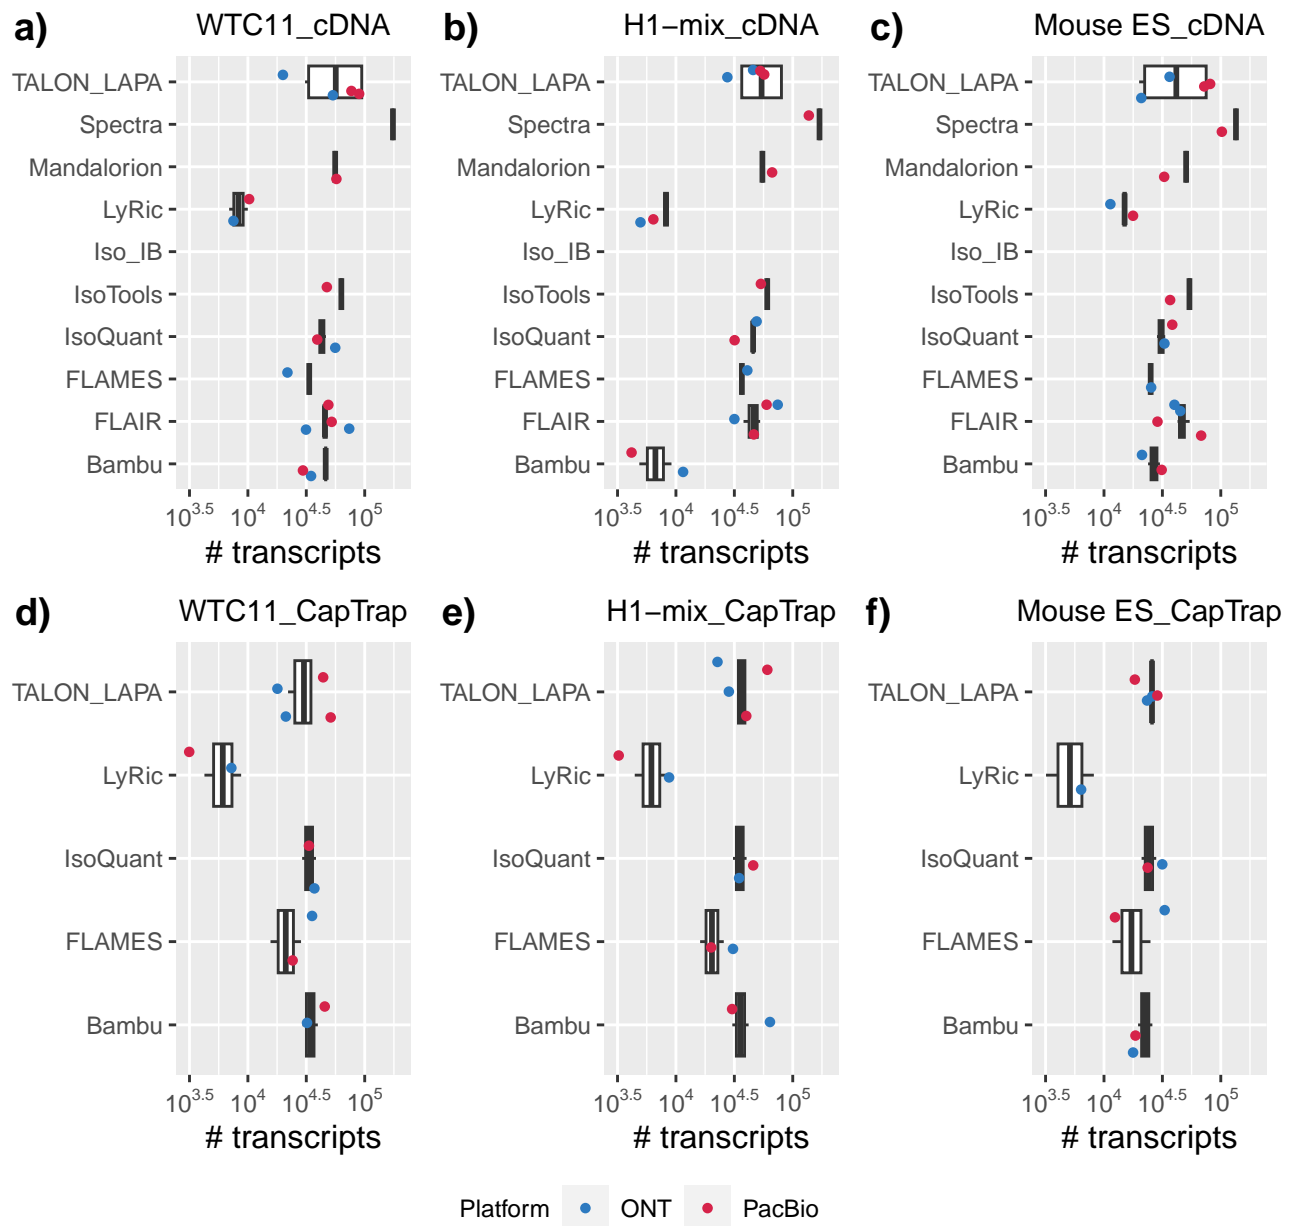 a) WTC11_cDNA
TALON_LAPA
Spectra
Mandalorion
LyRic
Iso_IB
IsoTools
IsoQuant
FLAMES
FLAIR
Bambu
10^3.5 10^4 10^4.5 10^5
# transcripts
b) H1−mix_cDNA
TALON_LAPA
Spectra
Mandalorion
LyRic
Iso_IB
IsoTools
IsoQuant
FLAMES
FLAIR
Bambu
10^3.5 10^4 10^4.5 10^5
# transcripts
c) Mouse ES_cDNA
TALON_LAPA
Spectra
Mandalorion
LyRic
Iso_IB
IsoTools
IsoQuant
FLAMES
FLAIR
Bambu
10^3.5 10^4 10^4.5 10^5
# transcripts
d) WTC11_CapTrap
TALON_LAPA
LyRic
IsoQuant
FLAMES
Bambu
10^3.5 10^4 10^4.5 10^5
# transcripts
e) H1−mix_CapTrap
TALON_LAPA
LyRic
IsoQuant
FLAMES
Bambu
10^3.5 10^4 10^4.5 10^5
# transcripts
f) Mouse ES_CapTrap
TALON_LAPA
LyRic
IsoQuant
FLAMES
Bambu
10^3.5 10^4 10^4.5 10^5
# transcripts
Platform ONT PacBio